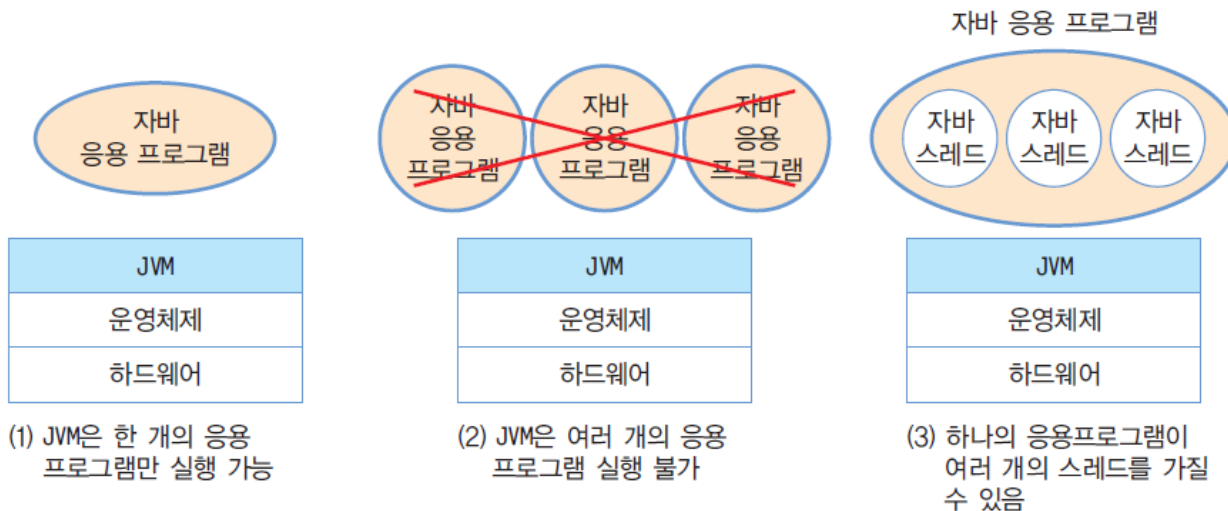 자바
응용 프로그램
JVM
운영체제
하드웨어
(1) JVM은 한 개의 응용
프로그램만 실행 가능
자바
응용
프로그램
자바
응용
프로그램
자바
응용
프로그램
JVM
운영체제
하드웨어
(2) JVM은 여러 개의 응용
프로그램 실행 불가
자바 응용 프로그램
자바
스레드
자바
스레드
자바
스레드
JVM
운영체제
하드웨어
(3) 하나의 응용프로그램이
여러 개의 스레드를 가질
수 있음